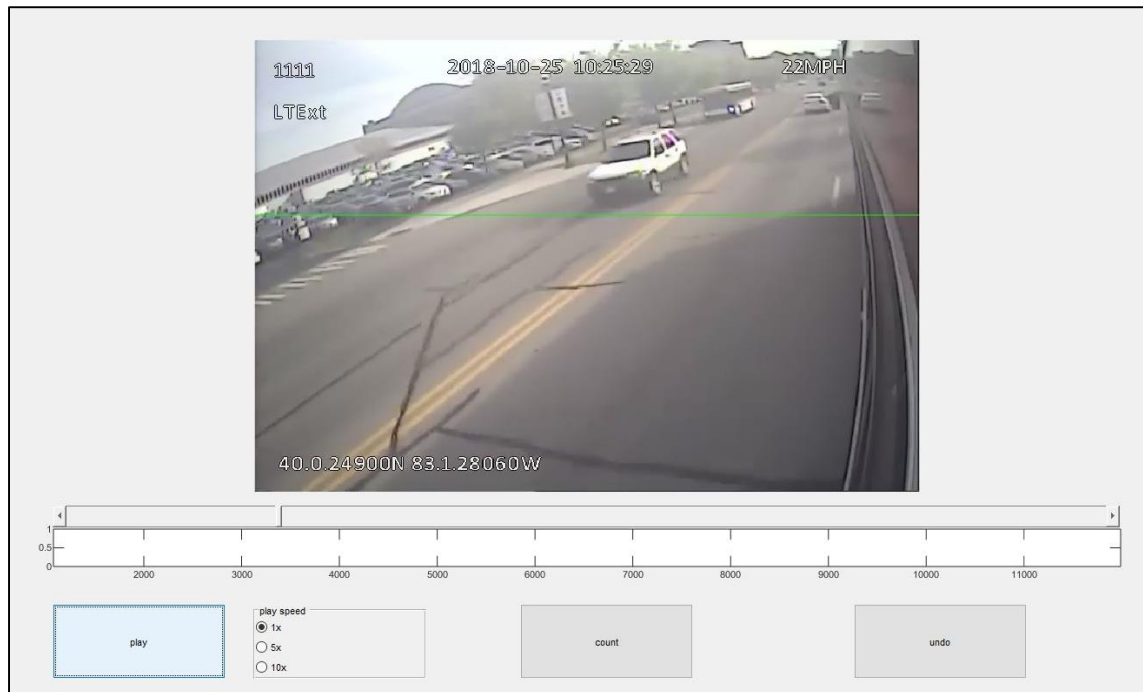 1111
2018-10-25 10:25:29
22MPH
LTExt
40.0.24900N 83.1.28060W
1
0.5
0
2000 3000 4000 5000 6000 7000 8000 9000 10000 11000
play
play speed
1x
5x
10x
count
undo